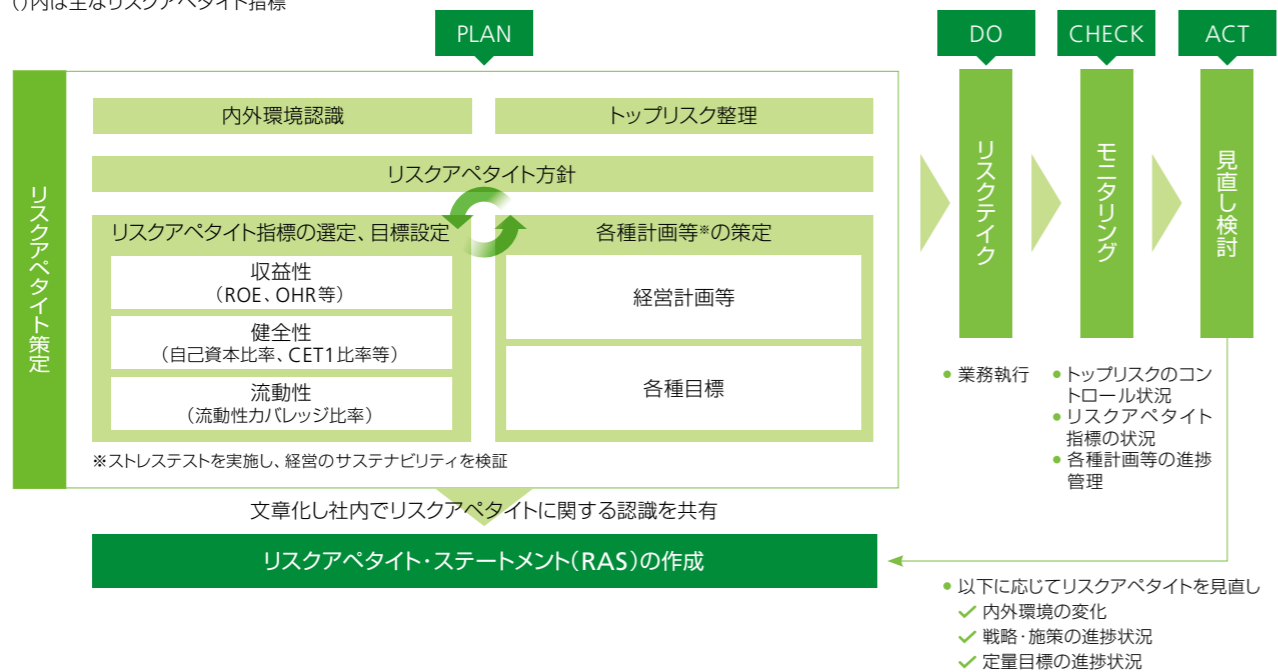 ()内は主なリスクアペタイト指標
PLAN
DO
CHECK
ACT
リスクアペタイト策定
内外環境認識
トップリスク整理
リスクアペタイト方針
リスクアペタイト指標の選定、目標設定
収益性
(ROE、OHR等)
健全性
(自己資本比率、CET1比率等)
流動性
(流動性カバレッジ比率)
各種計画等※の策定
経営計画等
各種目標
※ストレステストを実施し、経営のサステナビリティを検証
文章化し社内でリスクアペタイトに関する認識を共有
リスクアペタイト・ステートメント(RAS)の作成
リスクテイク
• 業務執行
モニタリング
• トップリスクのコン
トロール状況
• リスクアペタイト
指標の状況
• 各種計画等の進捗
管理
見直し検討
• 以下に応じてリスクアペタイトを見直し
✓ 内外環境の変化
✓ 戦略・施策の進捗状況
✓ 定量目標の進捗状況